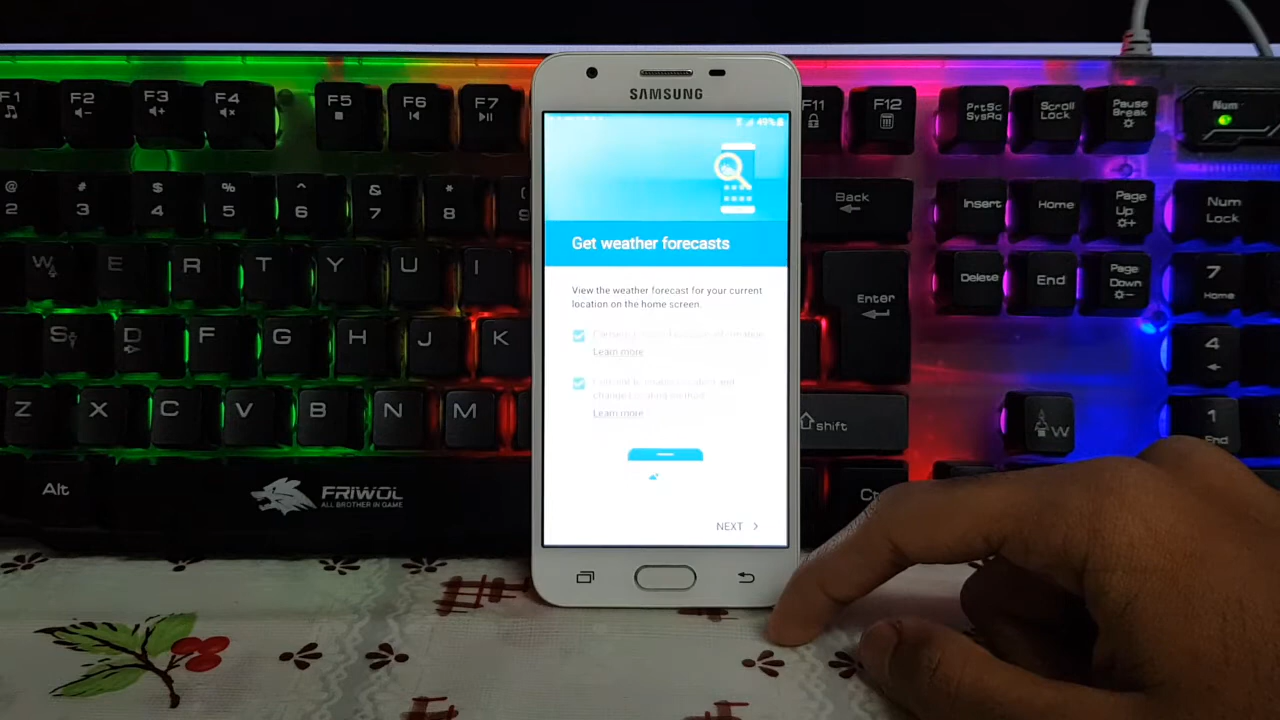 F1
F2
F3
F4
F5
F6
F7
F11
F12
PrtSc
SysRq
Scroll
Lock
Pause
Break
Num
SAMSUNG
49%
@
2
#
3
$
4
%
5
^
6
&
7
*
8
(
9
Back
Insert
Home
Page
Up
Num
Lock
W
E
R
T
Y
U
I
Enter
Delete
End
Page
Down
7
Home
Get weather forecasts
View the weather forecast for your current
location on the home screen.
Learn more
Learn more
NEXT
S
D
F
G
H
J
K
4
Z
X
C
V
B
N
M
Shift
W
1
End
Alt
FRIWOL
ALL BROTHER IN GAME